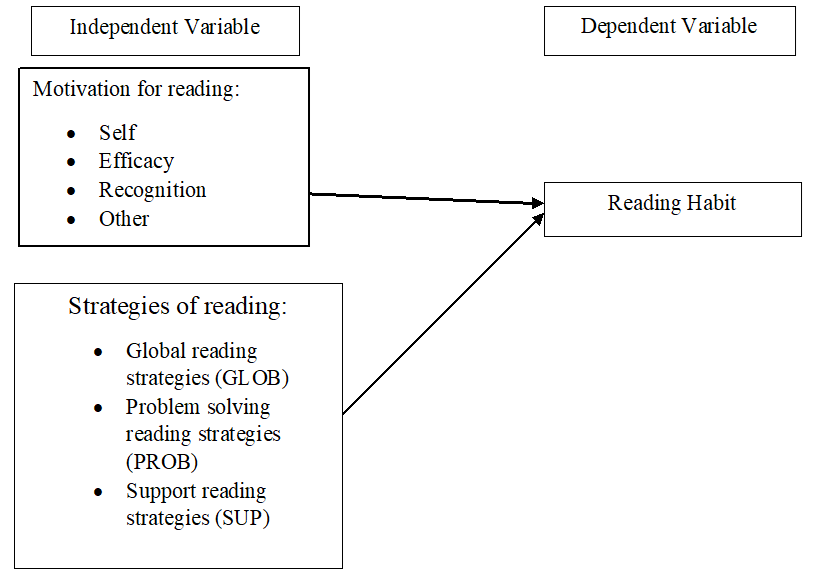 Independent Variable
Dependent Variable
Motivation for reading:
• Self
• Efficacy
• Recognition
• Other
Reading Habit
Strategies of reading:
• Global reading
strategies (GLOB)
• Problem solving
reading strategies
(PROB)
• Support reading
strategies (SUP)